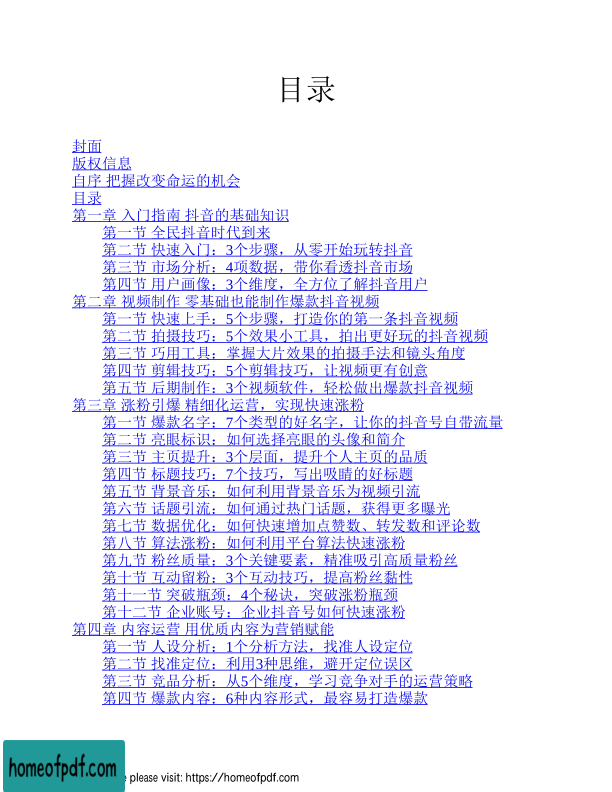 目录
封面
版权信息
自序 把握改变命运的机会
目录
第一章 入门指南 抖音的基础知识
第一节 全民抖音时代到来
第二节 快速入门：3个步骤，从零开始玩转抖音
第三节 市场分析：4项数据，带你看透抖音市场
第四节 用户画像：3个维度，全方位了解抖音用户
第二章 视频制作 零基础也能制作爆款抖音视频
第一节 快速上手：5个步骤，打造你的第一条抖音视频
第二节 拍摄技巧：5个效果小工具，拍出更好玩的抖音视频
第三节 巧用工具：掌握大片效果的拍摄手法和镜头角度
第四节 剪辑技巧：5个剪辑技巧，让视频更有创意
第五节 后期制作：3个视频软件，轻松做出爆款抖音视频
第三章 涨粉引爆 精细化运营，实现快速涨粉
第一节 爆款名字：7个类型的好名字，让你的抖音号自带流量
第二节 亮眼标识：如何选择亮眼的头像和简介
第三节 主页提升：3个层面，提升个人主页的品质
第四节 标题技巧：7个技巧，写出吸睛的好标题
第五节 背景音乐：如何利用背景音乐为视频引流
第六节 话题引流：如何通过热门话题，获得更多曝光
第七节 数据优化：如何快速增加点赞数、转发数和评论数
第八节 算法涨粉：如何利用平台算法快速涨粉
第九节 粉丝质量：3个关键要素，精准吸引高质量粉丝
第十节 互动留粉：3个互动技巧，提高粉丝黏性
第十一节 突破瓶颈：4个秘诀，突破涨粉瓶颈
第十二节 企业账号：企业抖音号如何快速涨粉
第四章 内容运营 用优质内容为营销赋能
第一节 人设分析：1个分析方法，找准人设定位
第二节 找准定位：利用3种思维，避开定位误区
第三节 竞品分析：从5个维度，学习竞争对手的运营策略
第四节 爆款内容：6种内容形式，最容易打造爆款
homeofpdf.com
e please visit: https://homeofpdf.com